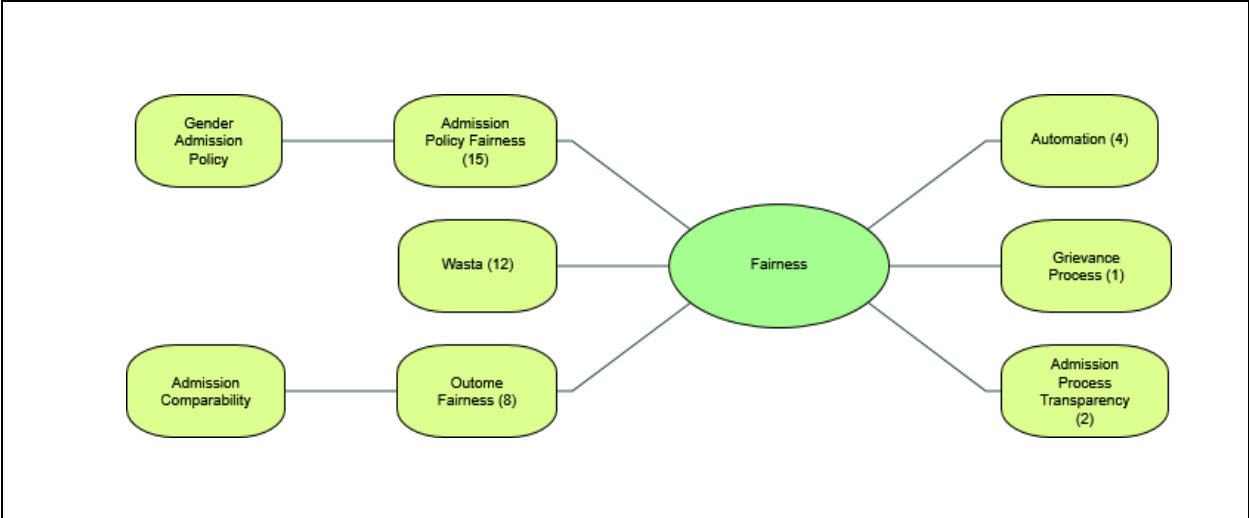 Gender
Admission
Policy
Admission
Policy Fairness
(15)
Automation (4)
Wasta (12)
Fairness
Grievance
Process (1)
Admission
Comparability
Outome
Fairness (8)
Admission
Process
Transparency
(2)